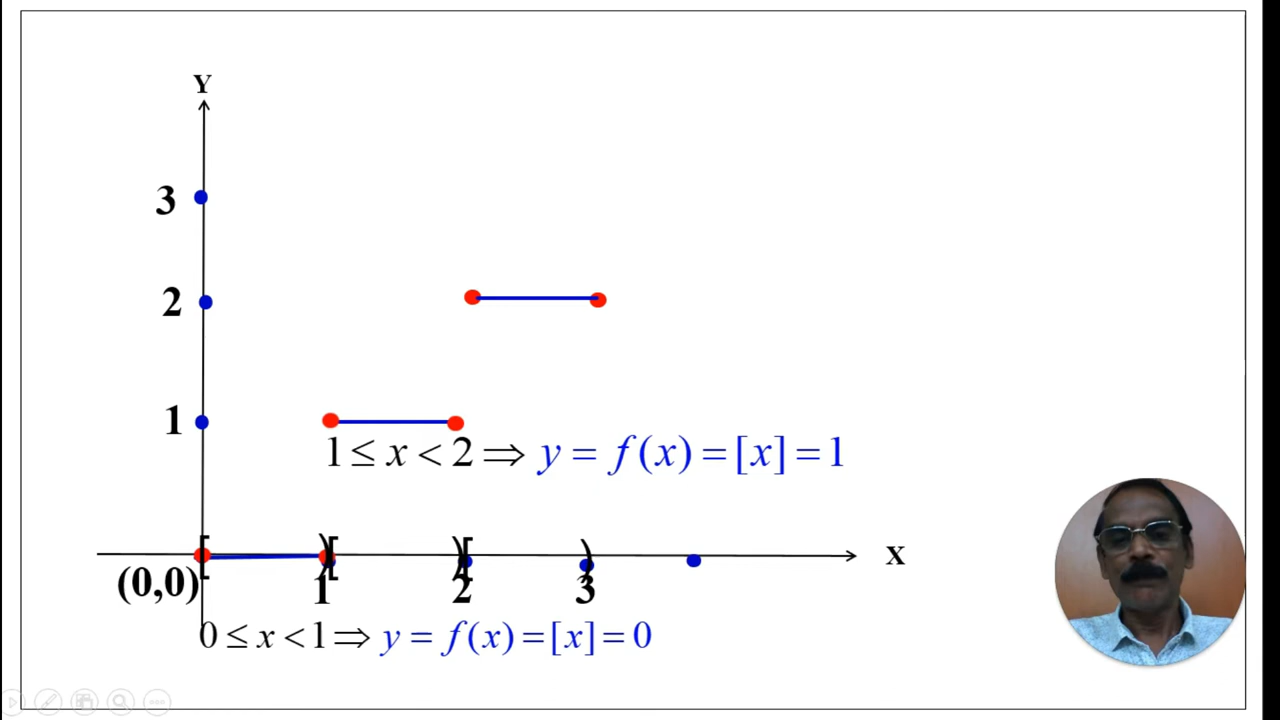 Y
3
2
1
1 ≤ x < 2 ⇒ y = f(x) = [x] = 1
[ )[ )[ ) X
(0,0) 1 2 3
0 ≤ x < 1 ⇒ y = f(x) = [x] = 0